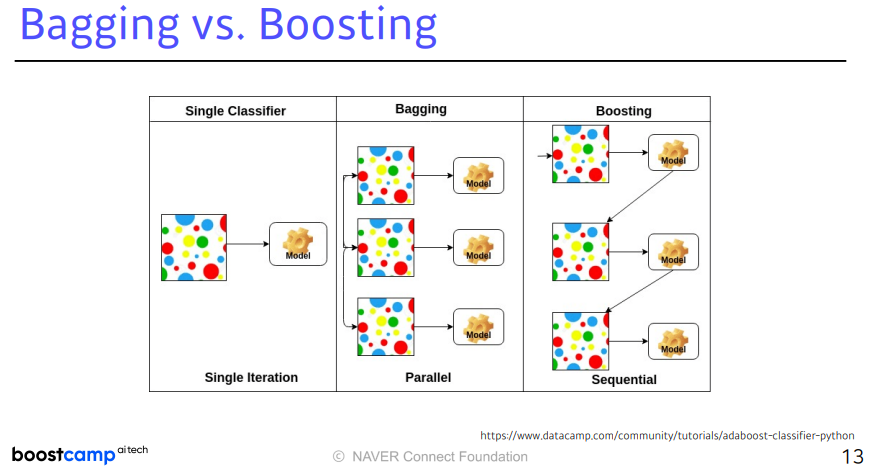 Bagging vs. Boosting
Single Classifier
Bagging
Boosting
Model
Model
Model
Model
Model
Model
Model
Single Iteration
Parallel
Sequential
https://www.datacamp.com/community/tutorials/adaboost-classifier-python
boostcamp ai tech
© NAVER Connect Foundation
13